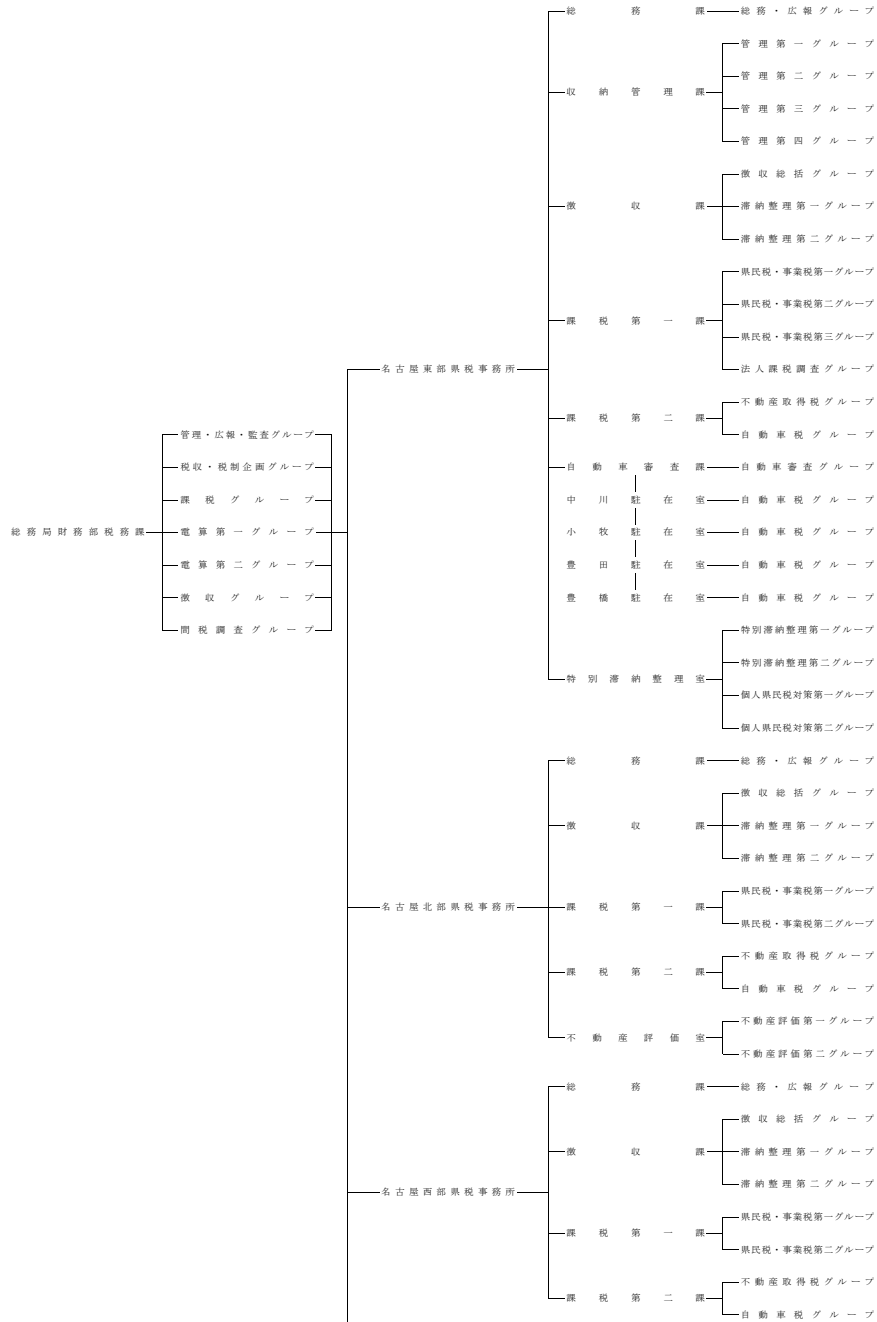 総務局財務部税務課
管理・広報・監査グループ
税収・税制企画グループ
課税グループ
電算第一グループ
電算第二グループ
徴収グループ
間税調査グループ
名古屋東部県税事務所
総務課
総務・広報グループ
収納管理課
管理第一グループ
管理第二グループ
管理第三グループ
管理第四グループ
徴収課
徴収総括グループ
滞納整理第一グループ
滞納整理第二グループ
課税第一課
県民税・事業税第一グループ
県民税・事業税第二グループ
県民税・事業税第三グループ
法人課税調査グループ
課税第二課
不動産取得税グループ
自動車税グループ
自動車審査課
自動車審査グループ
中川駐在室
自動車税グループ
小牧駐在室
自動車税グループ
豊田駐在室
自動車税グループ
豊橋駐在室
自動車税グループ
特別滞納整理室
特別滞納整理第一グループ
特別滞納整理第二グループ
個人県民税対策第一グループ
個人県民税対策第二グループ
名古屋北部県税事務所
総務課
総務・広報グループ
徴収課
徴収総括グループ
滞納整理第一グループ
滞納整理第二グループ
課税第一課
県民税・事業税第一グループ
県民税・事業税第二グループ
課税第二課
不動産取得税グループ
自動車税グループ
不動産評価室
不動産評価第一グループ
不動産評価第二グループ
名古屋西部県税事務所
総務課
総務・広報グループ
徴収課
徴収総括グループ
滞納整理第一グループ
滞納整理第二グループ
課税第一課
県民税・事業税第一グループ
県民税・事業税第二グループ
課税第二課
不動産取得税グループ
自動車税グループ